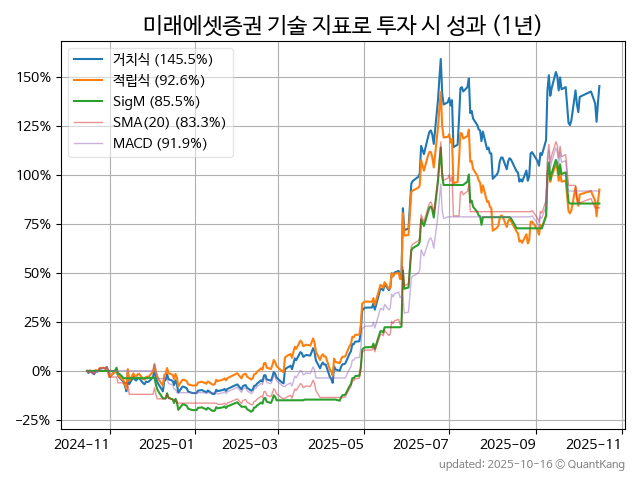 미래에셋증권 기술 지표로 투자 시 성과 (1년)
거치식 (145.5%)
적립식 (92.6%)
SigM (85.5%)
SMA(20) (83.3%)
MACD (91.9%)
150%
125%
100%
75%
50%
25%
0%
−25%
2024-11 2025-01 2025-03 2025-05 2025-07 2025-09 2025-11
updated: 2025-10-16 © QuantKang